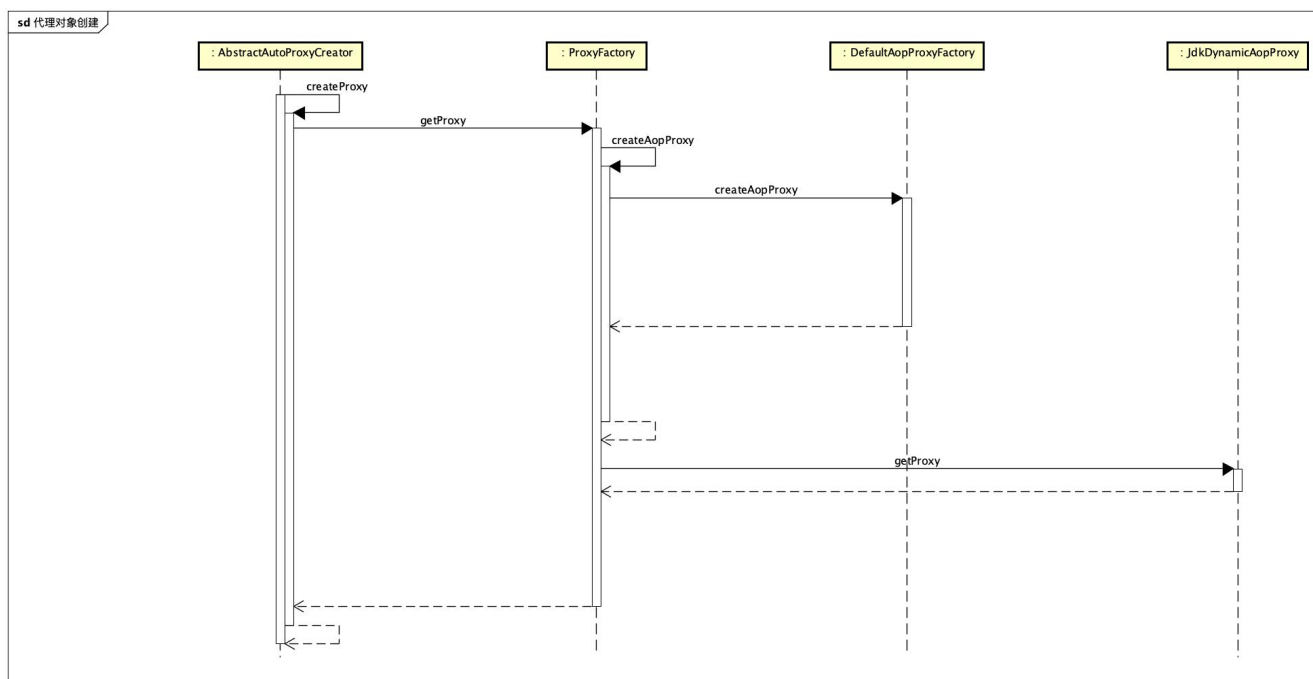 sd 代理对象创建
: AbstractAutoProxyCreator
: ProxyFactory
: DefaultAopProxyFactory
: JdkDynamicAopProxy
createProxy
getProxy
createAopProxy
createAopProxy
getProxy